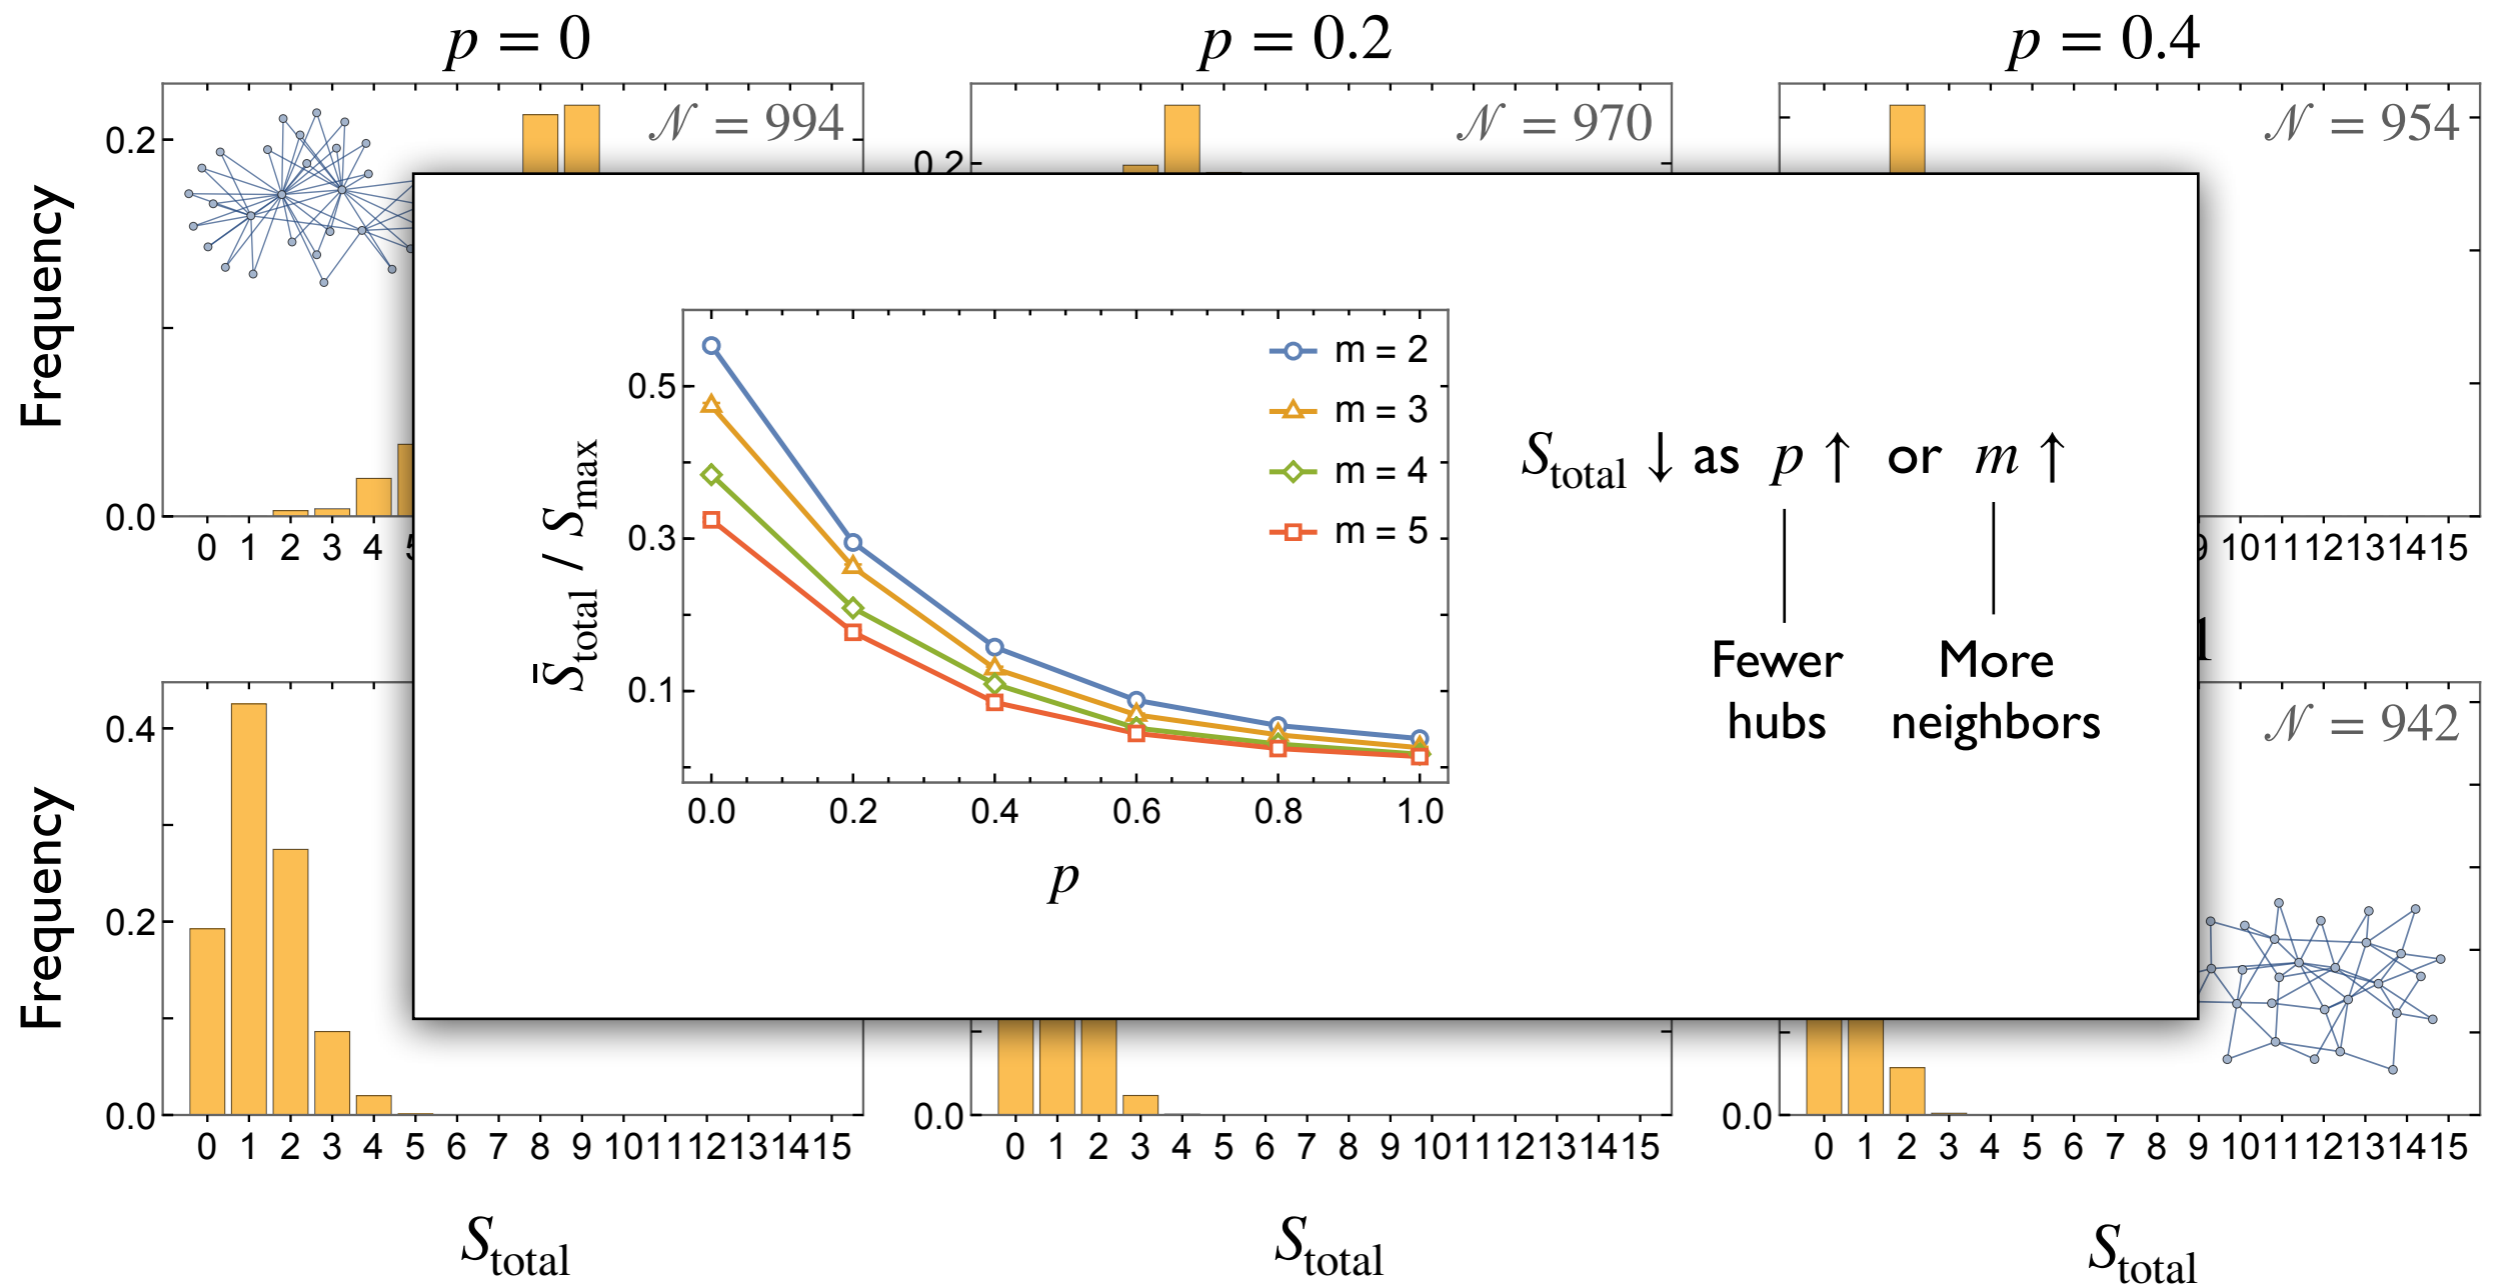 p = 0
p = 0.2
p = 0.4
𝒩 = 994
𝒩 = 970
𝒩 = 954
Frequency
0.2
0.0
0 1 2 3 4
0.2
10 11 12 13 14 15
m = 2
m = 3
m = 4
m = 5
S̄total / Smax
0.5
0.3
0.1
0.0 0.2 0.4 0.6 0.8 1.0
p
Stotal ↓ as p ↑ or m ↑
Fewer hubs
More neighbors
1
𝒩 = 942
Frequency
0.4
0.2
0.0
0 1 2 3 4 5 6 7 8 9 10 11 12 13 14 15
Stotal
0.0
0 1 2 3 4 5 6 7 8 9 10 11 12 13 14 15
Stotal
0.0
0 1 2 3 4 5 6 7 8 9 10 11 12 13 14 15
Stotal